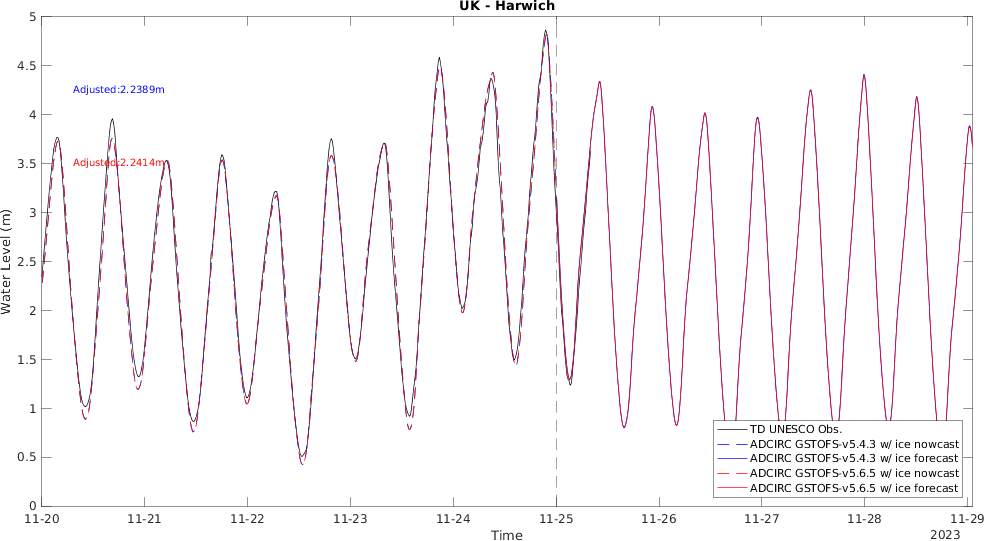 UK - Harwich
5
4.5
4
3.5
3
2.5
2
1.5
1
0.5
0
Water Level (m)
Adjusted:2.2389m
Adjusted:2.2414m
TD UNESCO Obs.
ADCIRC GSTOFS-v5.4.3 w/ ice nowcast
ADCIRC GSTOFS-v5.4.3 w/ ice forecast
ADCIRC GSTOFS-v5.6.5 w/ ice nowcast
ADCIRC GSTOFS-v5.6.5 w/ ice forecast
11-20 11-21 11-22 11-23 11-24 11-25 11-26 11-27 11-28 11-29
Time
2023